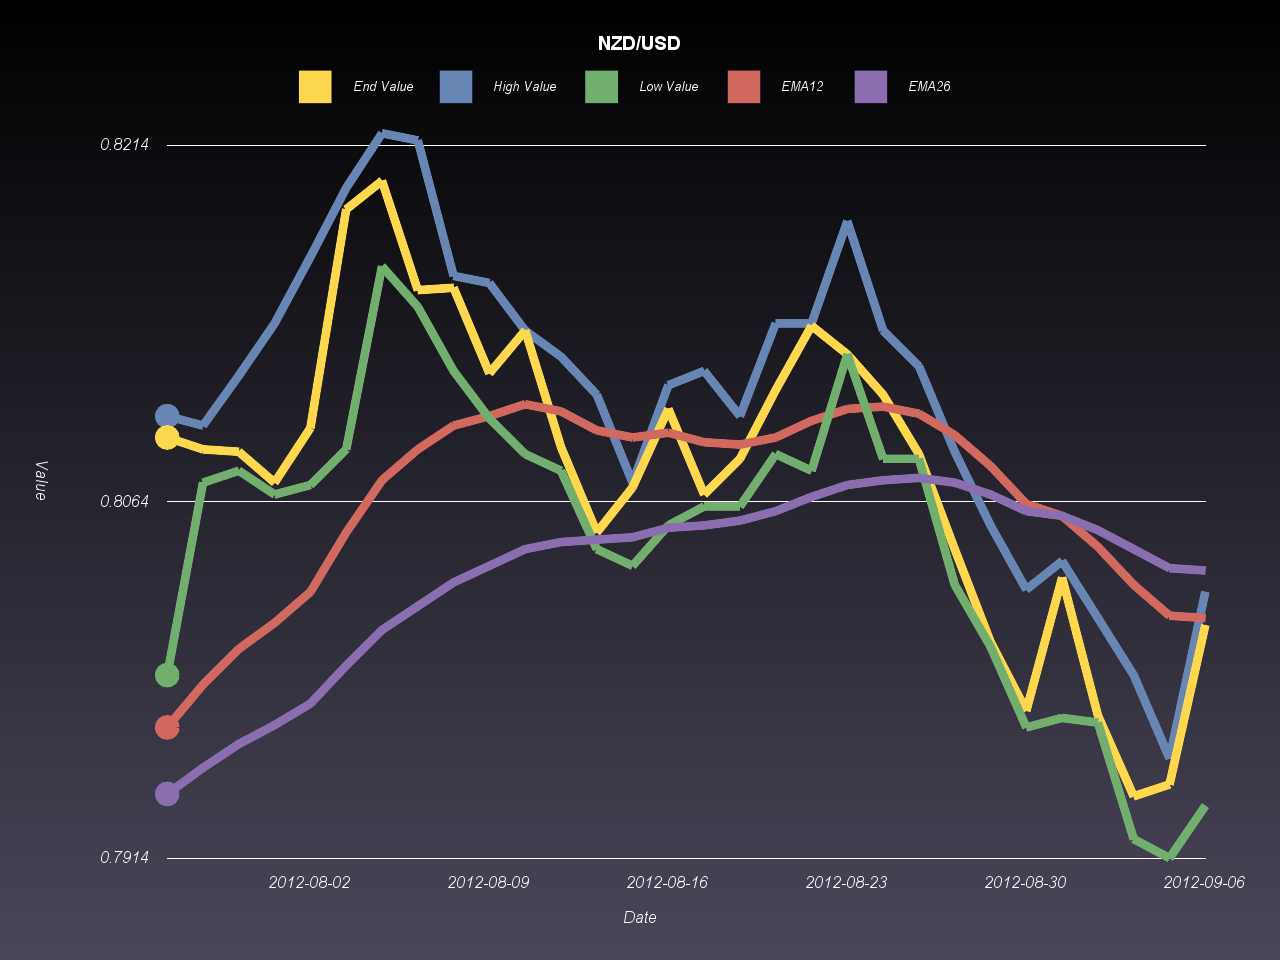 NZD/USD
End Value High Value Low Value EMA12 EMA26
0.8214
0.8064
0.7914
Value
2012-08-02 2012-08-09 2012-08-16 2012-08-23 2012-08-30 2012-09-06
Date